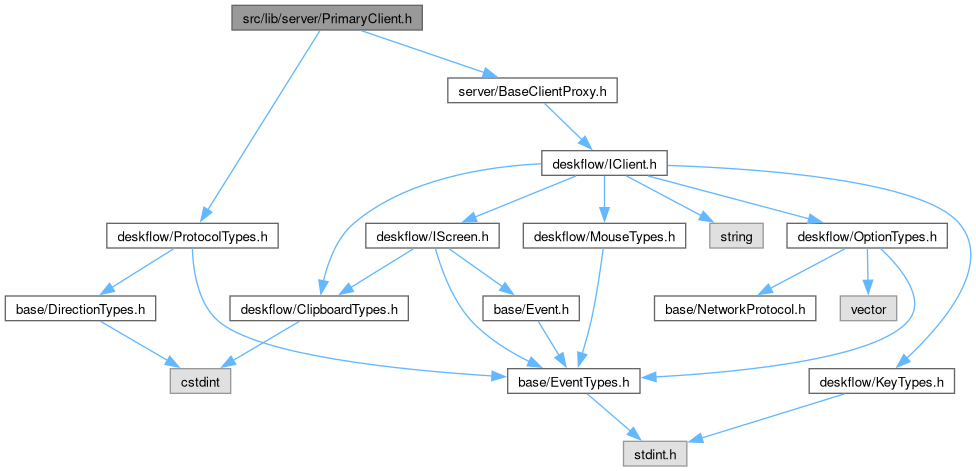 src/lib/server/PrimaryClient.h
server/BaseClientProxy.h
deskflow/IClient.h
deskflow/ProtocolTypes.h
deskflow/IScreen.h
deskflow/MouseTypes.h
string
deskflow/OptionTypes.h
base/DirectionTypes.h
deskflow/ClipboardTypes.h
base/Event.h
base/NetworkProtocol.h
vector
cstdint
base/EventTypes.h
deskflow/KeyTypes.h
stdint.h